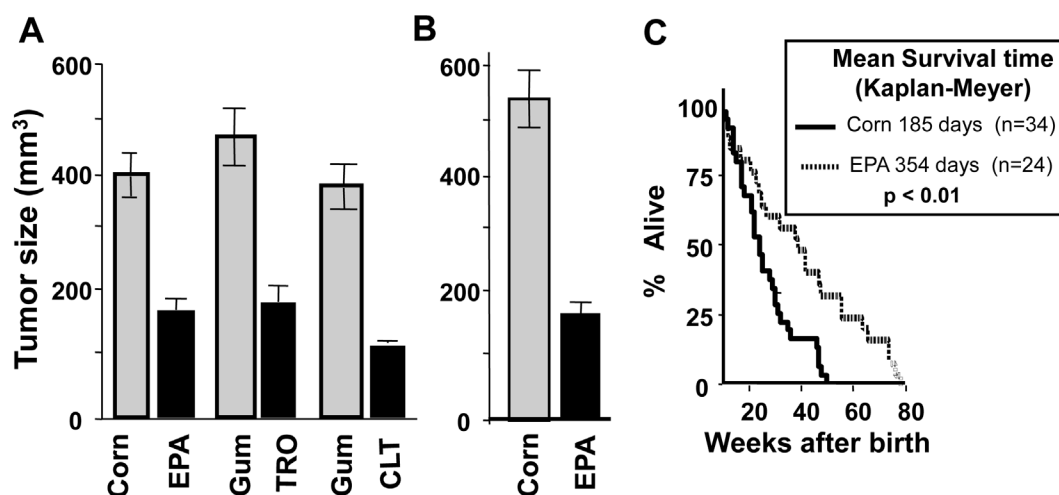 A
Tumor size (mm³)
600
400
200
0
Corn
EPA
Gum
TRO
Gum
CLT
B
600
400
200
0
Corn
EPA
C
Mean Survival time
(Kaplan-Meyer)
Corn 185 days (n=34)
EPA 354 days (n=24)
p < 0.01
% Alive
100
75
50
25
0
20 40 60 80
Weeks after birth